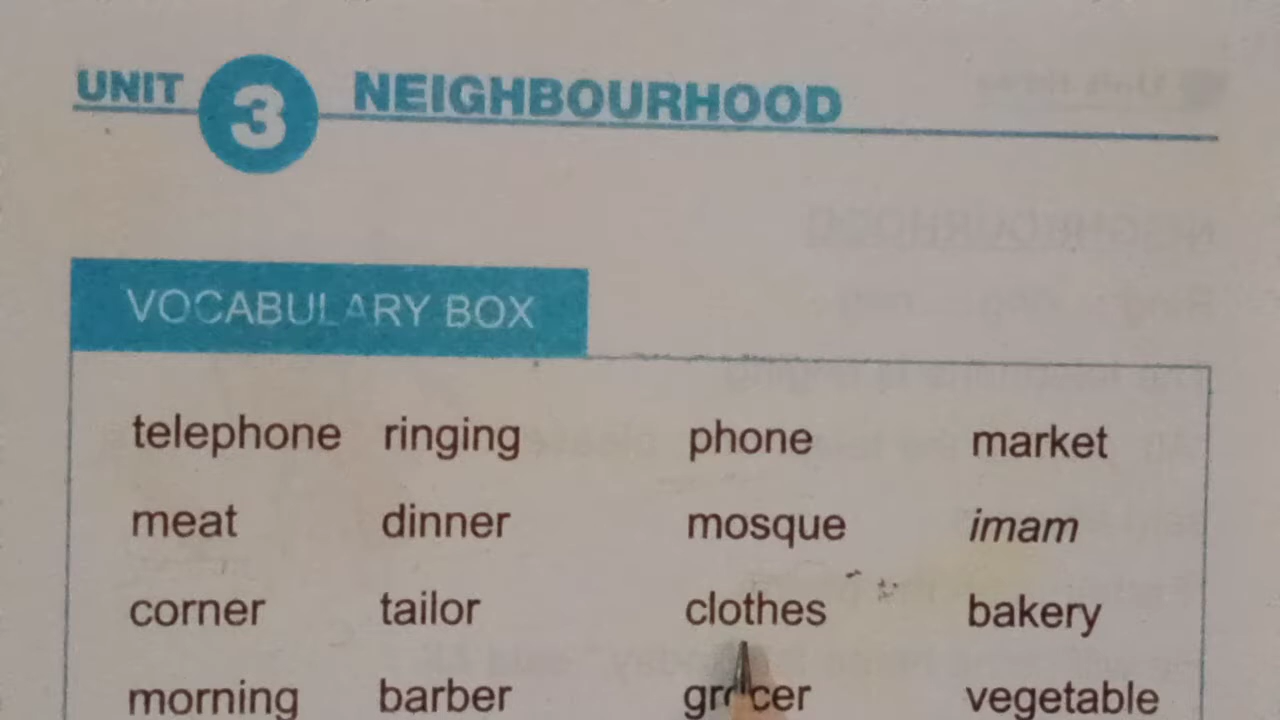 UNIT 3 NEIGHBOURHOOD
VOCABULARY BOX
telephone ringing phone market
meat dinner mosque imam
corner tailor clothes bakery
morning barber grocer vegetable